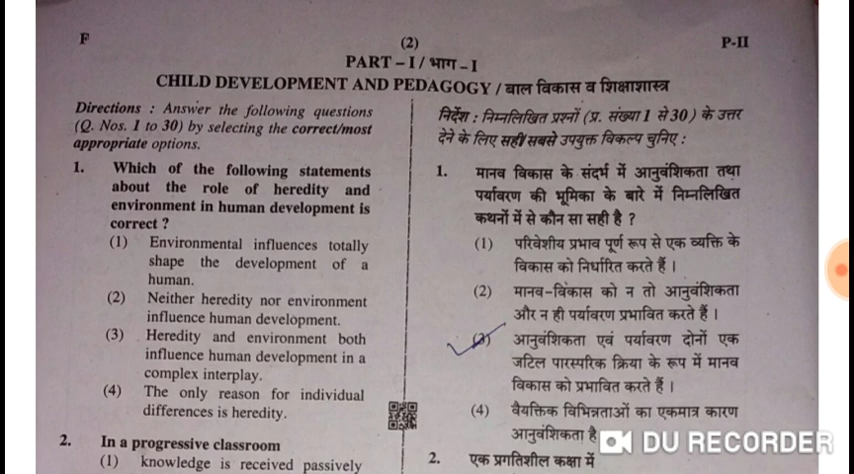 F
(2)
P-II
PART – I / भाग – I
CHILD DEVELOPMENT AND PEDAGOGY / बाल विकास व शिक्षाशास्त्र
Directions : Answer the following questions
(Q. Nos. 1 to 30) by selecting the correct/most
appropriate options.
1. Which of the following statements
about the role of heredity and
environment in human development is
correct ?
(1) Environmental influences totally
shape the development of a
human.
(2) Neither heredity nor environment
influence human development.
(3) Heredity and environment both
influence human development in a
complex interplay.
(4) The only reason for individual
differences is heredity.
2. In a progressive classroom
(1) knowledge is received passively
निर्देश : निम्नलिखित प्रश्नों (प्र. संख्या 1 से 30) के उत्तर
देने के लिए सही/सबसे उपयुक्त विकल्प चुनिए :
1. मानव विकास के संदर्भ में आनुवंशिकता तथा
पर्यावरण की भूमिका के बारे में निम्नलिखित
कथनों में से कौन सा सही है ?
(1) परिवेशीय प्रभाव पूर्ण रूप से एक व्यक्ति के
विकास को निर्धारित करते हैं ।
(2) मानव-विकास को न तो आनुवंशिकता
और न ही पर्यावरण प्रभावित करते हैं ।
(3) आनुवंशिकता एवं पर्यावरण दोनों एक
जटिल पारस्परिक क्रिया के रूप में मानव
विकास को प्रभावित करते हैं ।
(4) वैयक्तिक विभिन्नताओं का एकमात्र कारण
आनुवंशिकता है
2. एक प्रगतिशील कक्षा में
DU RECORDER